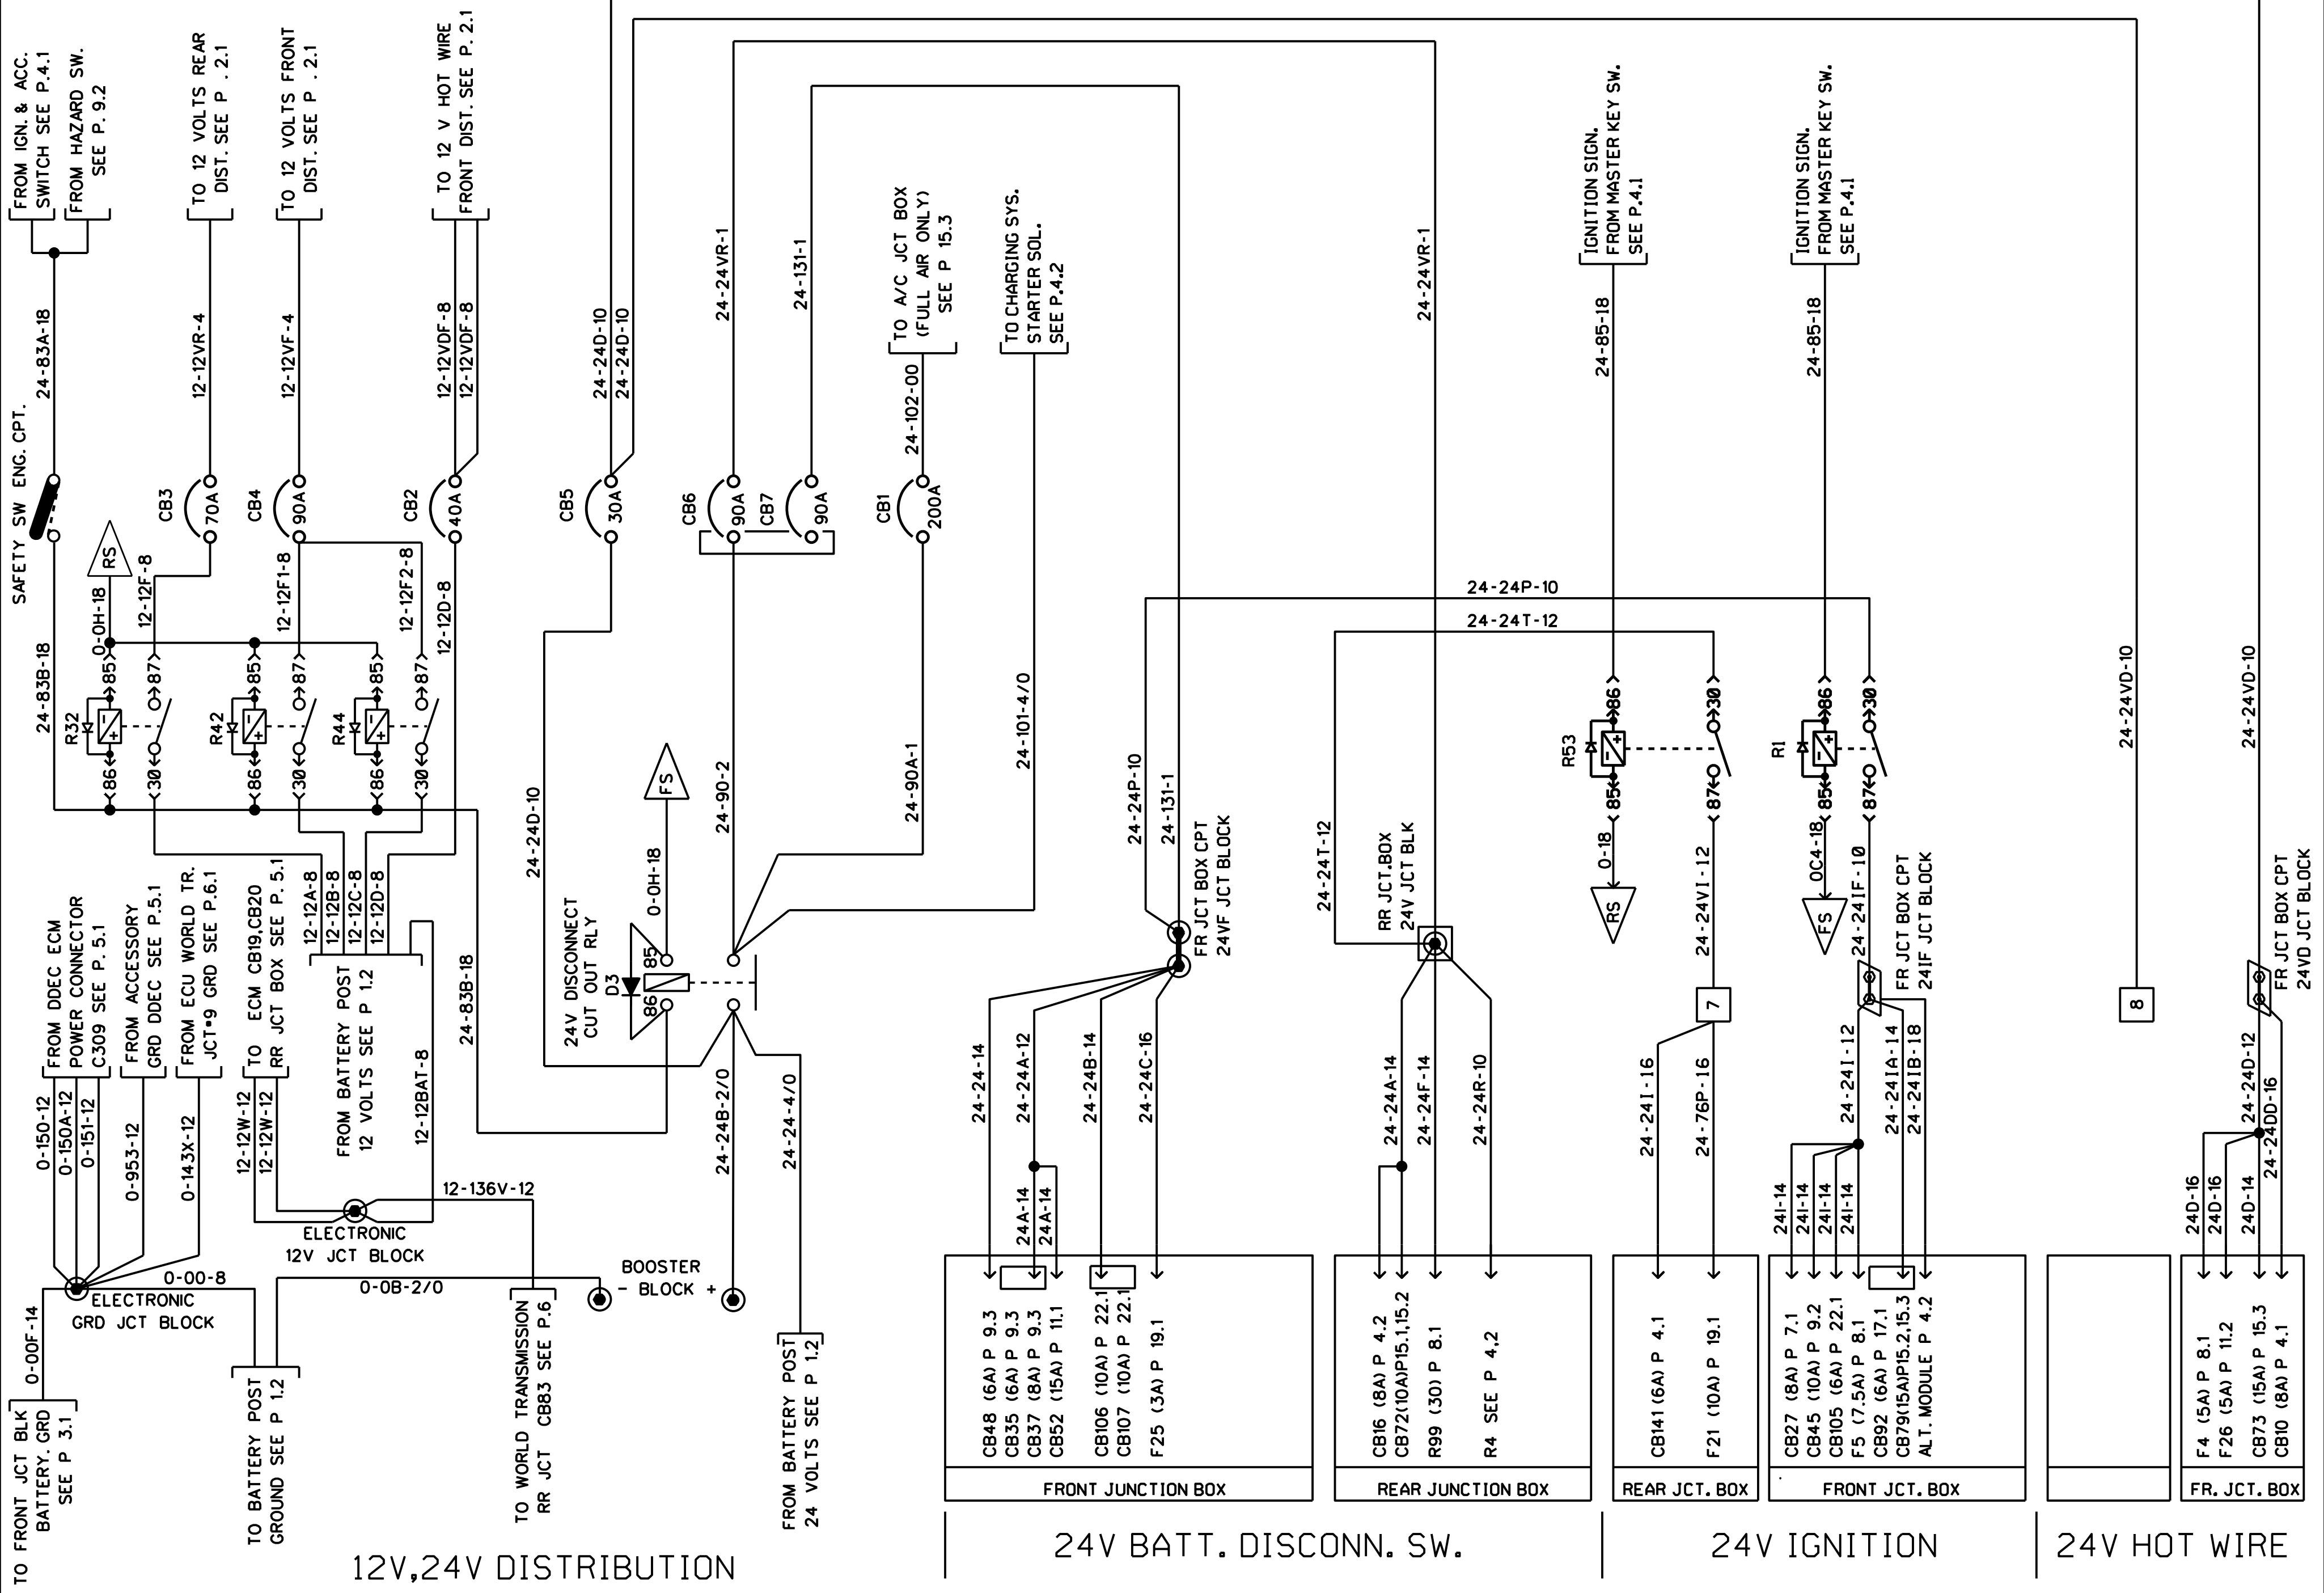 FROM IGN. & ACC.
SWITCH SEE P.4.1
FROM HAZARD SW.
SEE P. 9.2
TO 12 VOLTS REAR
DIST. SEE P . 2.1
TO 12 VOLTS FRONT
DIST. SEE P . 2.1
TO 12 V HOT WIRE
FRONT DIST. SEE P. 2.1
TO A/C JCT BOX
(FULL AIR ONLY)
SEE P 15.3
TO CHARGING SYS.
STARTER SOL.
SEE P.4.2
IGNITION SIGN.
FROM MASTER KEY SW.
SEE P.4.1
IGNITION SIGN.
FROM MASTER KEY SW.
SEE P.4.1
24-83A-18
12-12VR-4
12-12VF-4
12-12VDF-8
12-12VDF-8
24-24D-10
24-24D-10
24-24VR-1
24-131-1
24-102-00
24-24VR-1
24-85-18
24-85-18
SAFETY SW ENG. CPT.
CB3
70A
CB4
90A
CB2
40A
CB5
30A
CB6
90A
CB7
90A
CB1
200A
RS
24-83B-18
0-0H-18
12-12F-8
12-12F1-8
12-12F2-8
12-12D-8
24-24P-10
24-24T-12
R32
85
87
86
30
R42
85
87
86
30
R44
85
87
86
30
R53
86
30
85
87
R1
86
30
85
87
24-24VD-10
24-24VD-10
24-24D-10
FS
0-0H-18
24-90-2
24-90A-1
24-101-4/0
24-24P-10
24-131-1
24-24T-12
0-18
RS
24-24VI-12
0C4-18
FS
24-24IF-10
FR JCT BOX CPT
24VF JCT BLOCK
RR JCT.BOX
24V JCT BLK
FR JCT BOX CPT
24IF JCT BLOCK
FR JCT BOX CPT
24VD JCT BLOCK
FROM DDEC ECM
POWER CONNECTOR
C309 SEE P. 5.1
FROM ACCESSORY
GRD DDEC SEE P.5.1
FROM ECU WORLD TR.
JCT•9 GRD SEE P.6.1
TO ECM CB19,CB20
RR JCT BOX SEE P. 5.1
12-12A-8
12-12B-8
12-12C-8
12-12D-8
FROM BATTERY POST
12 VOLTS SEE P 1.2
12-12BAT-8
24-83B-18
24V DISCONNECT
CUT OUT RLY
D3
85
86
7
8
0-150-12
0-150A-12
0-151-12
0-953-12
0-143X-12
12-12W-12
12-12W-12
12-136V-12
24-24B-2/0
24-24-4/0
24-24-14
24-24A-12
24-24B-14
24-24C-16
24-24A-14
24-24F-14
24-24R-10
24-24I-16
24-76P-16
24-24I-12
24-24IA-14
24-24IB-18
24-24D-12
24-24DD-16
24A-14
24A-14
24I-14
24I-14
24I-14
24I-14
24D-16
24D-16
24D-14
ELECTRONIC
12V JCT BLOCK
0-00-8
ELECTRONIC
GRD JCT BLOCK
0-0B-2/0
BOOSTER
- BLOCK +
0-00F-14
TO FRONT JCT BLK
BATTERY. GRD
SEE P 3.1
TO BATTERY POST
GROUND SEE P 1.2
TO WORLD TRANSMISSION
RR JCT CB83 SEE P.6
FROM BATTERY POST
24 VOLTS SEE P 1.2
CB48 (6A) P 9.3
CB35 (6A) P 9.3
CB37 (8A) P 9.3
CB52 (15A) P 11.1
CB106 (10A) P 22.1
CB107 (10A) P 22.1
F25 (3A) P 19.1
FRONT JUNCTION BOX
CB16 (8A) P 4.2
CB72(10A)P15.1,15.2
R99 (30) P 8.1
R4 SEE P 4,2
REAR JUNCTION BOX
CB141 (6A) P 4.1
F21 (10A) P 19.1
REAR JCT. BOX
CB27 (8A) P 7.1
CB45 (10A) P 9.2
CB105 (6A) P 22.1
F5 (7.5A) P 8.1
CB92 (6A) P 17.1
CB79(15A)P15.2,15.3
ALT. MODULE P 4.2
FRONT JCT. BOX
F4 (5A) P 8.1
F26 (5A) P 11.2
CB73 (15A) P 15.3
CB10 (8A) P 4.1
FR. JCT. BOX
12V,24V DISTRIBUTION
24V BATT. DISCONN. SW.
24V IGNITION
24V HOT WIRE